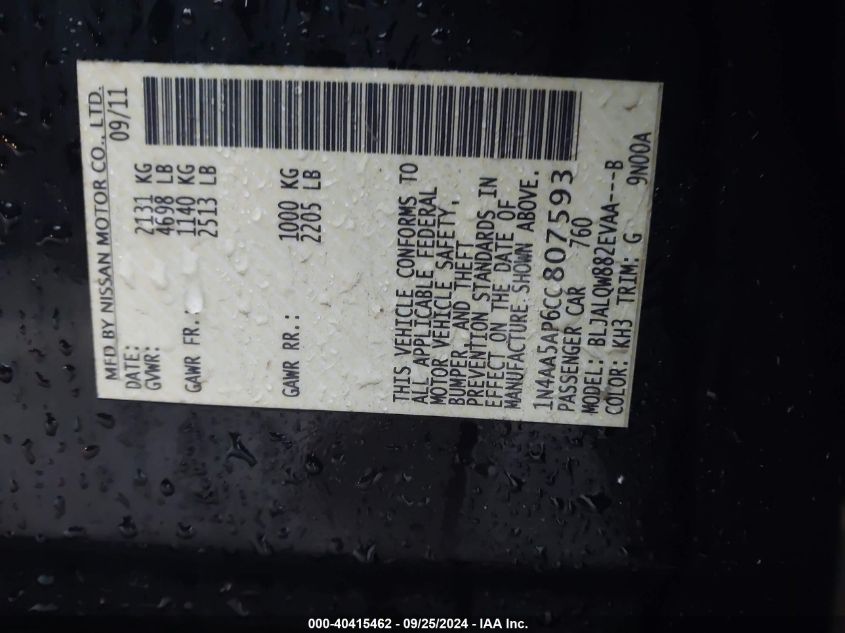 MFD BY NISSAN MOTOR CO., LTD.
DATE: 09/11
GVWR: 2131 KG
4698 LB
GAWR FR.: 1140 KG
2513 LB
GAWR RR.: 1000 KG
2205 LB
THIS VEHICLE CONFORMS TO
ALL APPLICABLE FEDERAL
MOTOR VEHICLE SAFETY,
BUMPER, AND THEFT
PREVENTION STANDARDS IN
EFFECT ON THE DATE OF
MANUFACTURE SHOWN ABOVE.
1N4AA5AP6CC807593
PASSENGER CAR 760
MODEL: BLJALQW882EVAA---B
COLOR: KH3 TRIM: G 9N00A
000-40415462 - 09/25/2024 - IAA Inc.